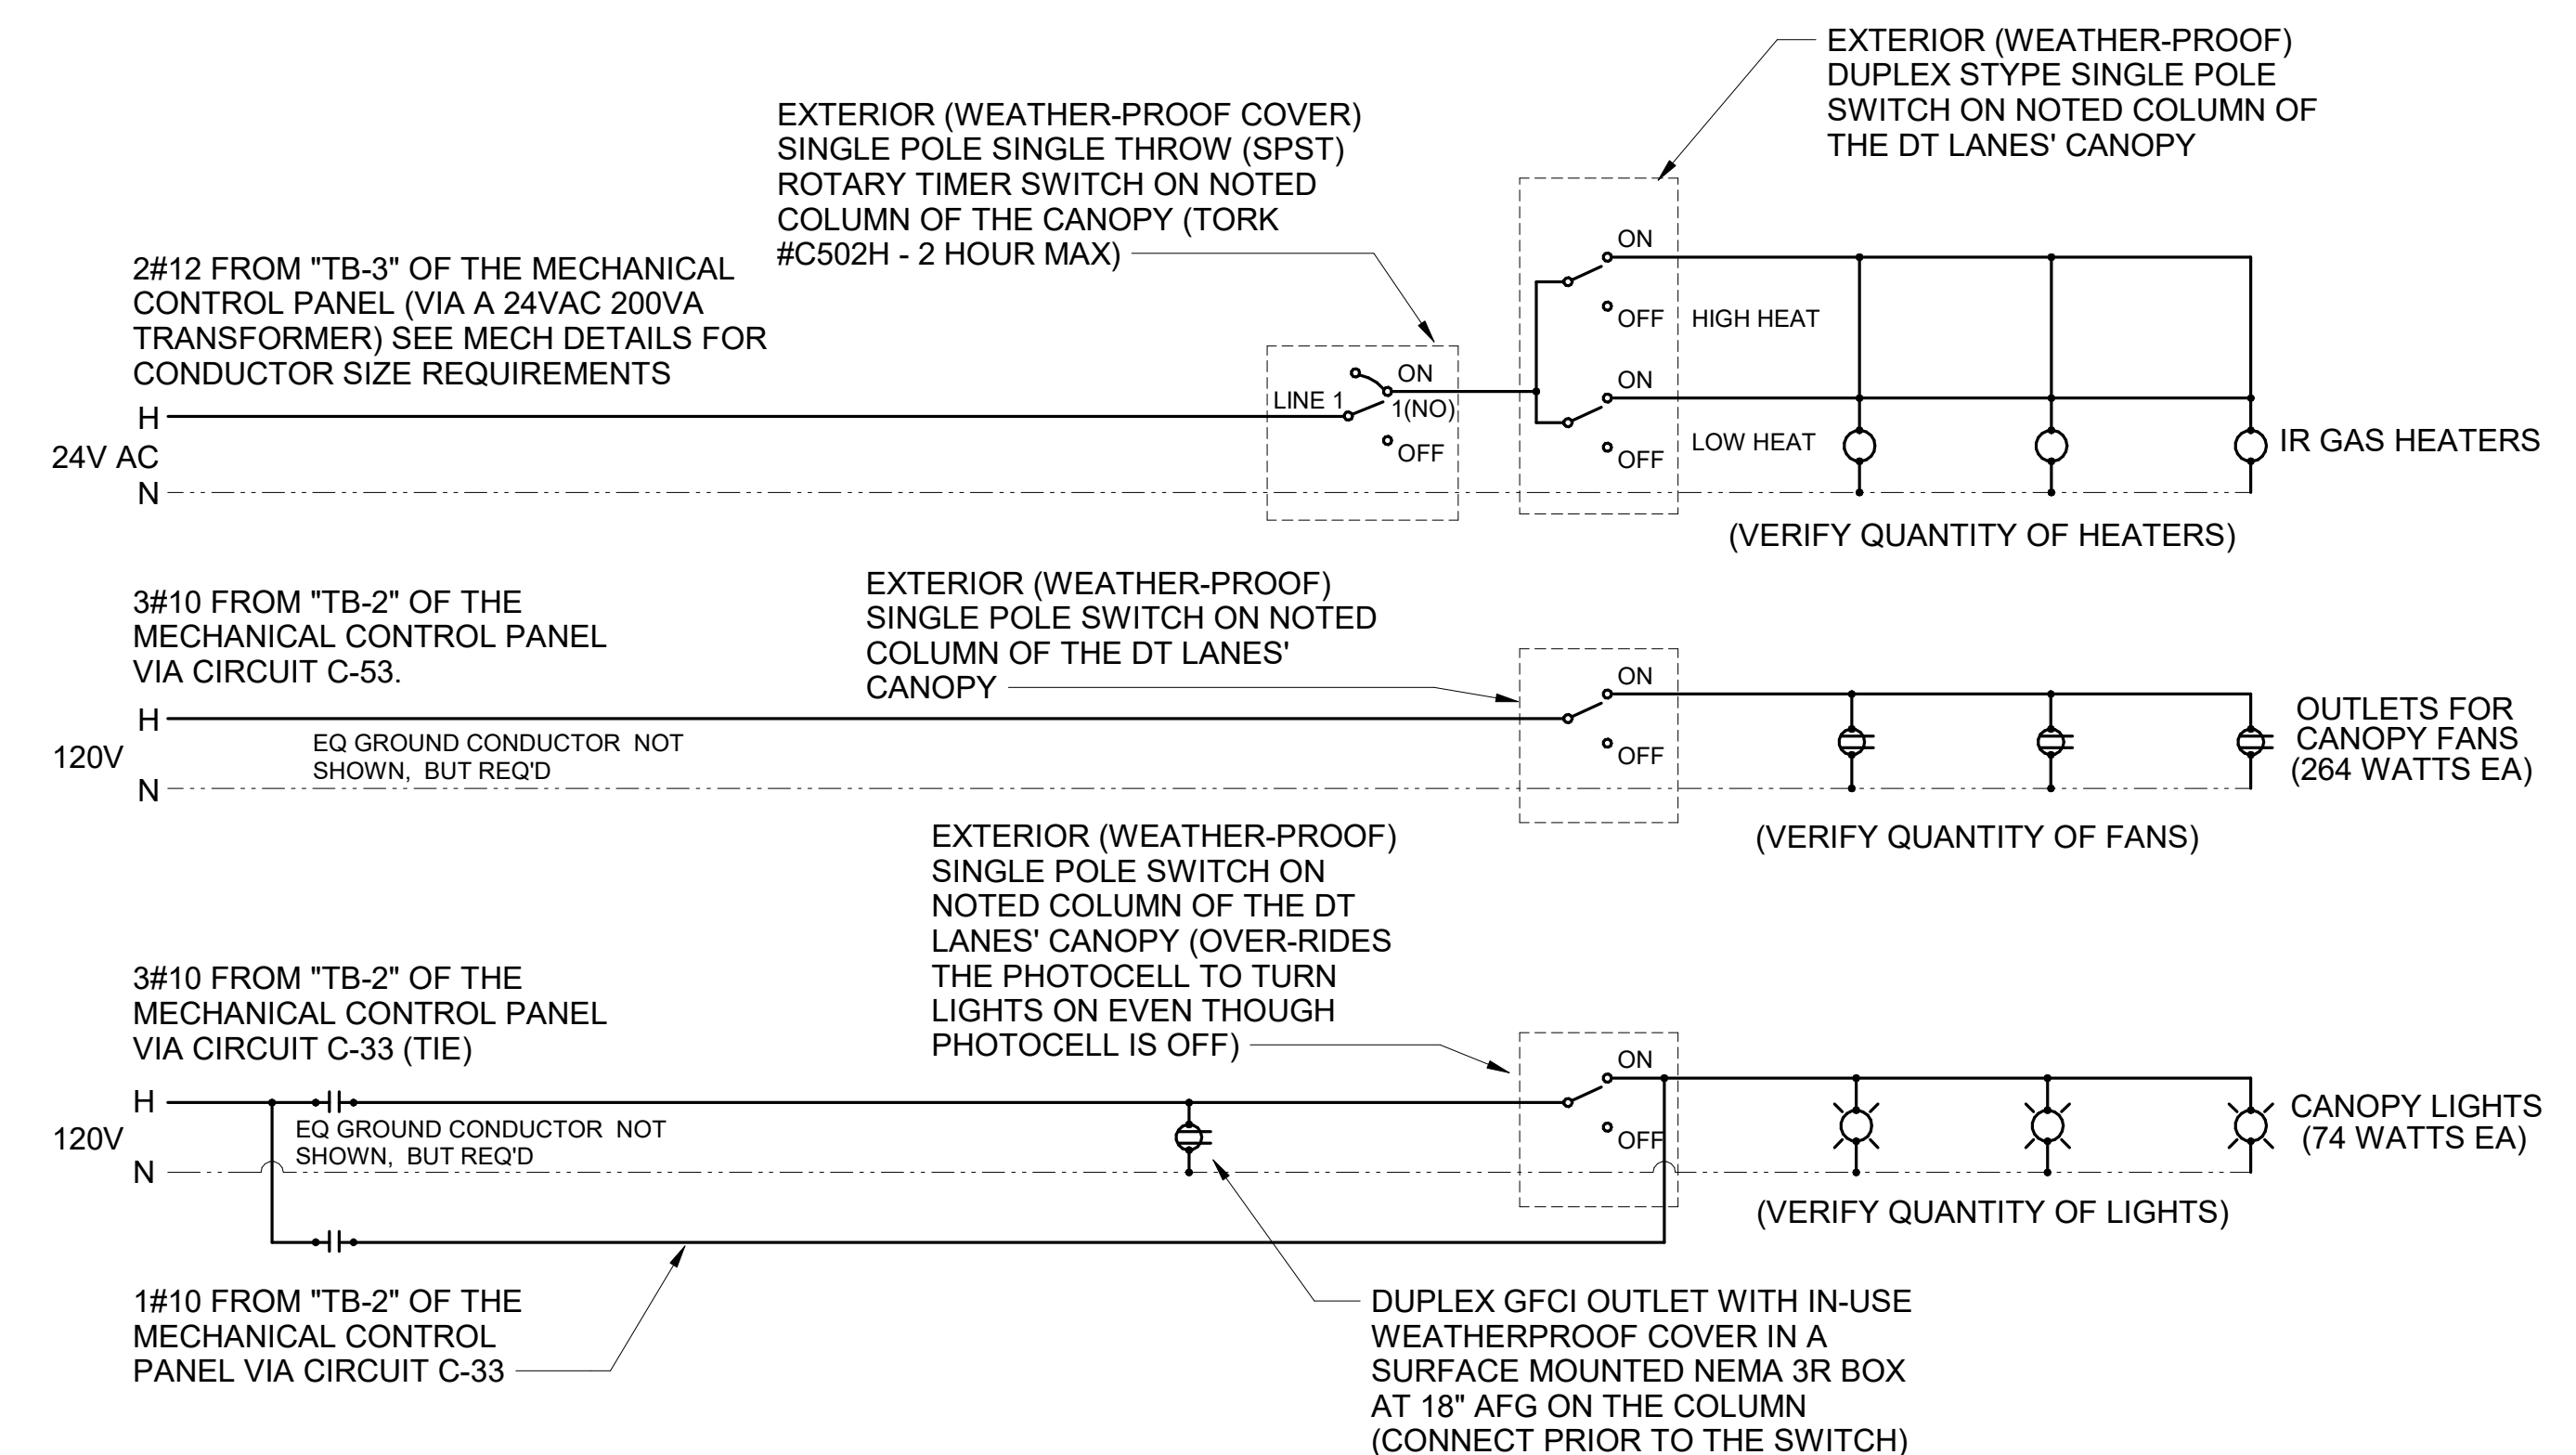 EXTERIOR (WEATHER-PROOF)
DUPLEX STYPE SINGLE POLE
SWITCH ON NOTED COLUMN OF
THE DT LANES' CANOPY
EXTERIOR (WEATHER-PROOF COVER)
SINGLE POLE SINGLE THROW (SPST)
ROTARY TIMER SWITCH ON NOTED
COLUMN OF THE CANOPY (TORK
#C502H - 2 HOUR MAX)
2#12 FROM "TB-3" OF THE MECHANICAL
CONTROL PANEL (VIA A 24VAC 200VA
TRANSFORMER) SEE MECH DETAILS FOR
CONDUCTOR SIZE REQUIREMENTS
H
24V AC
N
LINE 1
ON
1(NO)
OFF
ON
OFF
HIGH HEAT
ON
OFF
LOW HEAT
IR GAS HEATERS
(VERIFY QUANTITY OF HEATERS)
3#10 FROM "TB-2" OF THE
MECHANICAL CONTROL PANEL
VIA CIRCUIT C-53.
EXTERIOR (WEATHER-PROOF)
SINGLE POLE SWITCH ON NOTED
COLUMN OF THE DT LANES'
CANOPY
H
120V
N
EQ GROUND CONDUCTOR NOT
SHOWN, BUT REQ'D
ON
OFF
OUTLETS FOR
CANOPY FANS
(264 WATTS EA)
(VERIFY QUANTITY OF FANS)
EXTERIOR (WEATHER-PROOF)
SINGLE POLE SWITCH ON
NOTED COLUMN OF THE DT
LANES' CANOPY (OVER-RIDES
THE PHOTOCELL TO TURN
LIGHTS ON EVEN THOUGH
PHOTOCELL IS OFF)
3#10 FROM "TB-2" OF THE
MECHANICAL CONTROL PANEL
VIA CIRCUIT C-33 (TIE)
H
120V
N
EQ GROUND CONDUCTOR NOT
SHOWN, BUT REQ'D
ON
OFF
CANOPY LIGHTS
(74 WATTS EA)
(VERIFY QUANTITY OF LIGHTS)
1#10 FROM "TB-2" OF THE
MECHANICAL CONTROL
PANEL VIA CIRCUIT C-33
DUPLEX GFCI OUTLET WITH IN-USE
WEATHERPROOF COVER IN A
SURFACE MOUNTED NEMA 3R BOX
AT 18" AFG ON THE COLUMN
(CONNECT PRIOR TO THE SWITCH)